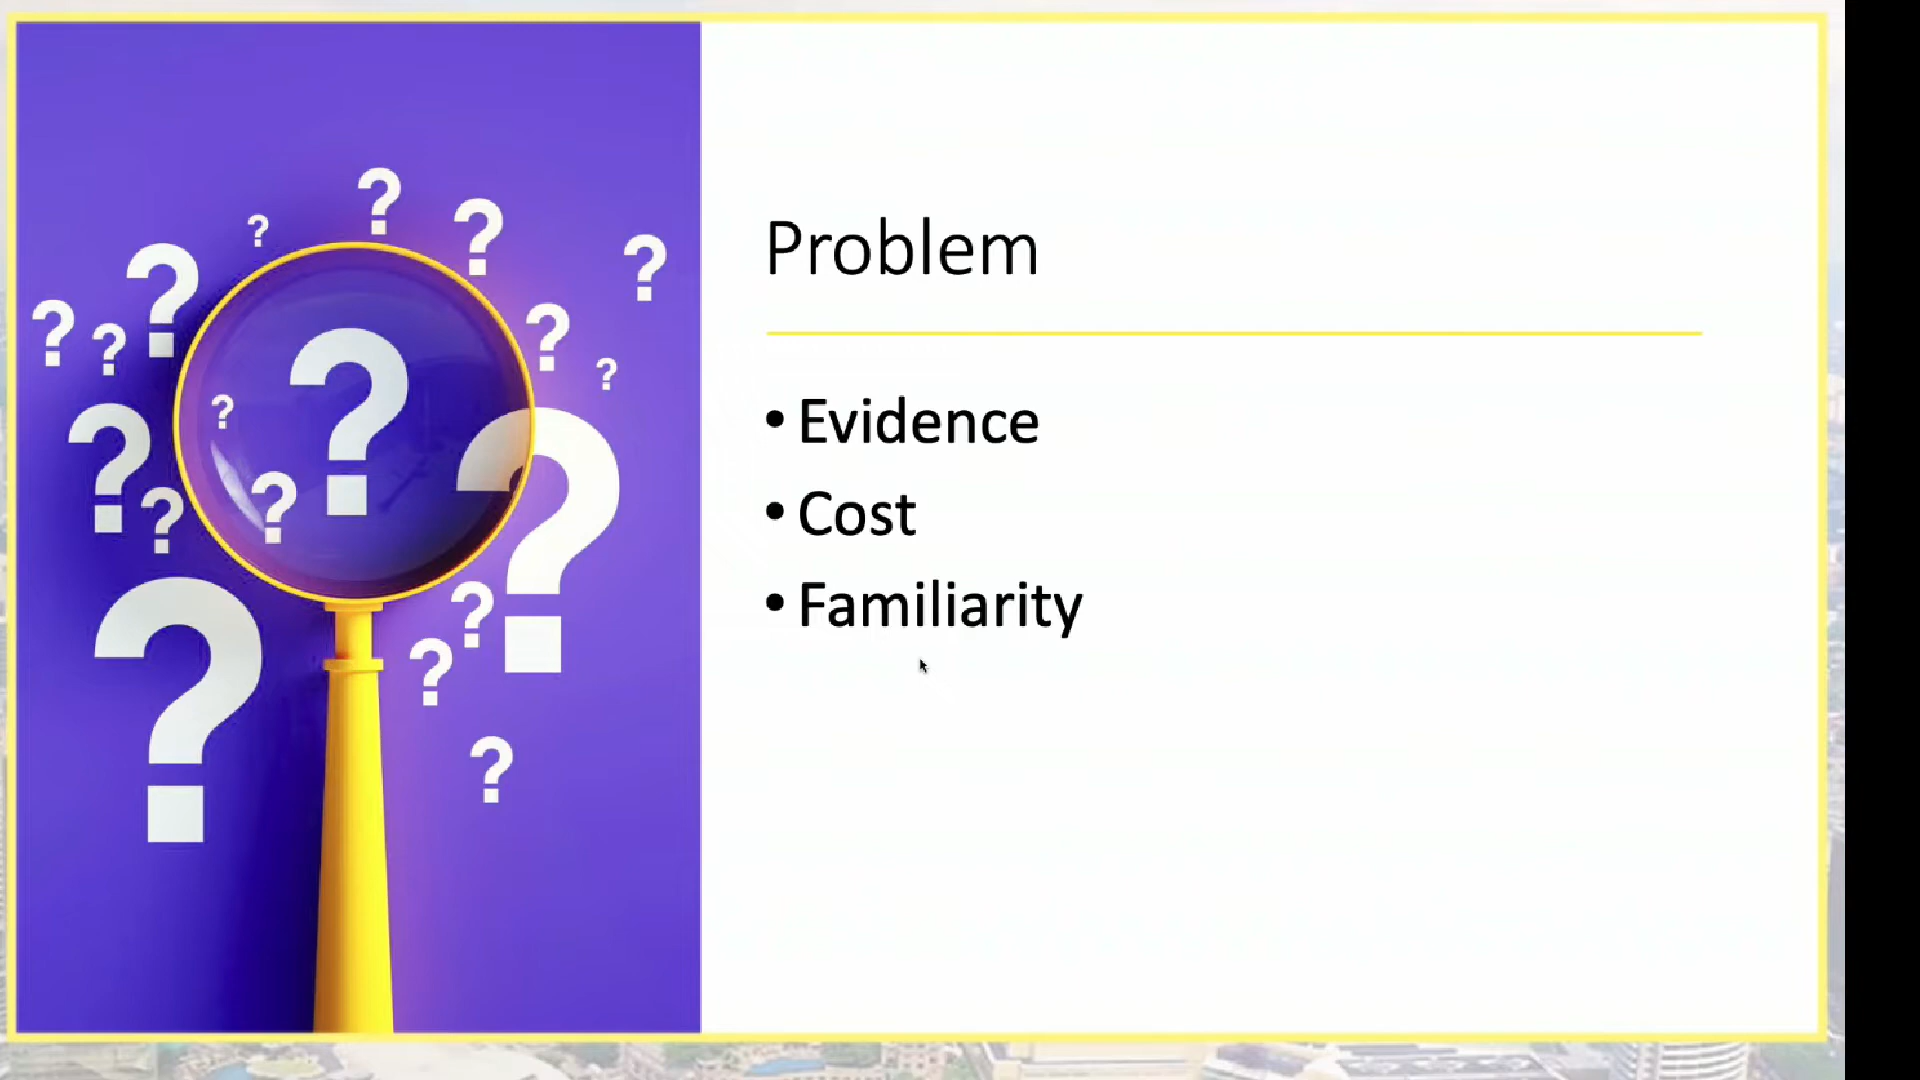 Problem
• Evidence
• Cost
• Familiarity